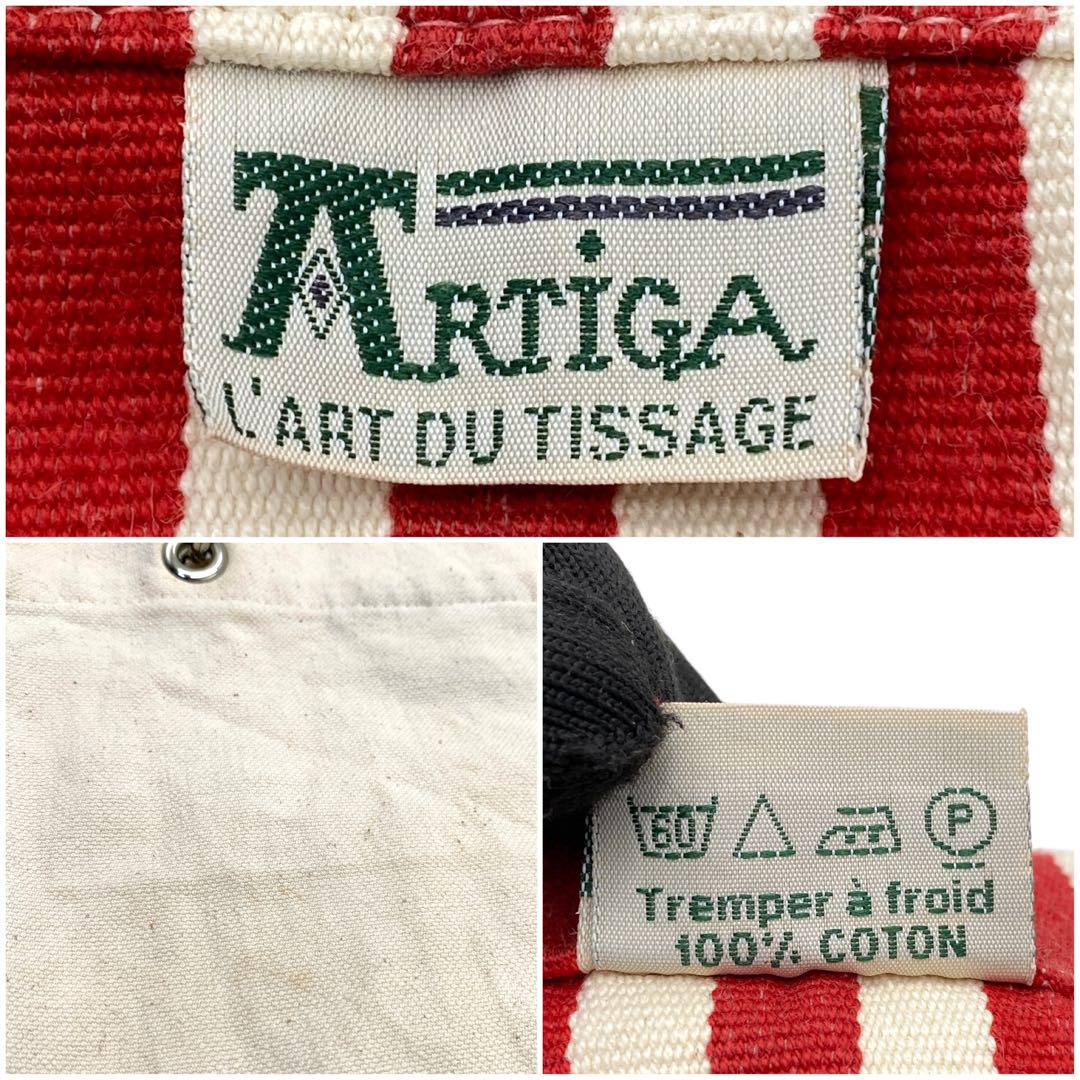 ARTiGA
L'ART DU TISSAGE
60
P
Tremper à froid
100% COTON